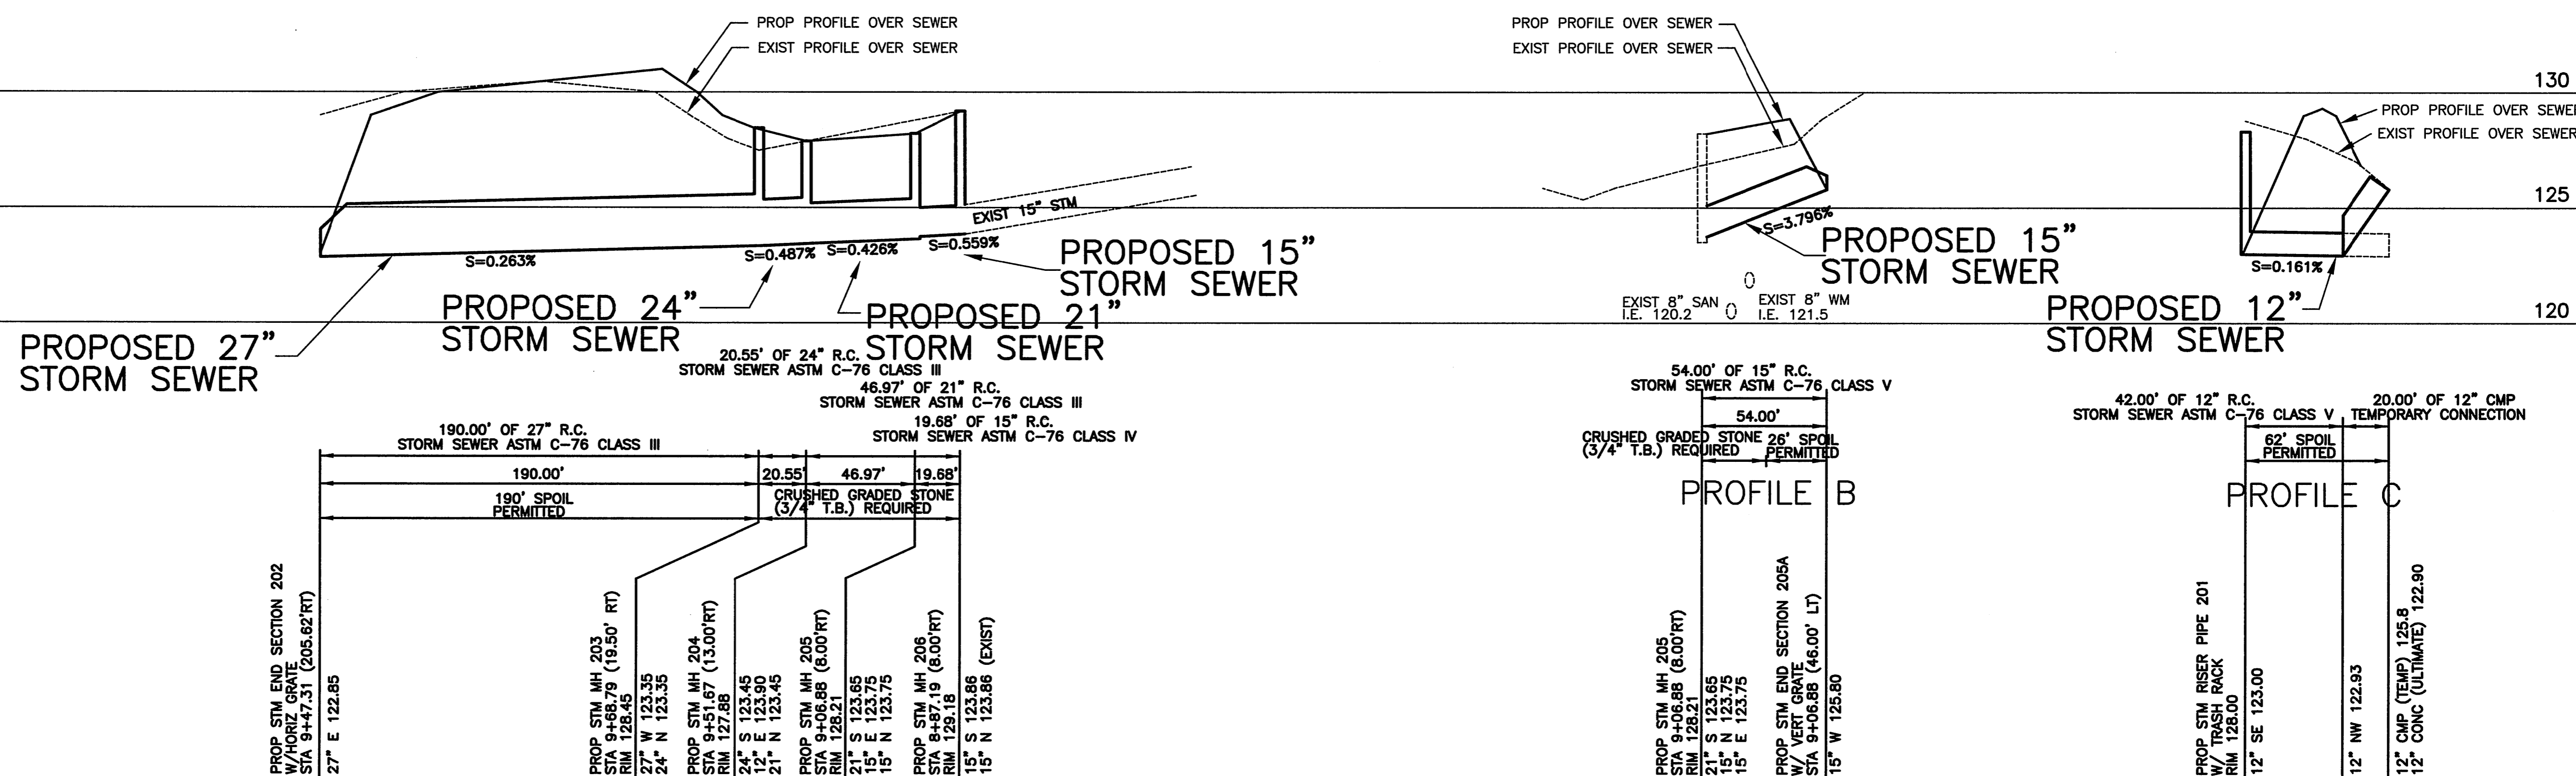 PROP PROFILE OVER SEWER
EXIST PROFILE OVER SEWER
PROP PROFILE OVER SEWER
EXIST PROFILE OVER SEWER
130
PROP PROFILE OVER SEWER
EXIST PROFILE OVER SEWER
125
EXIST 15" STM
S=0.263%
S=0.487%
S=0.426%
S=0.559%
PROPOSED 15"
STORM SEWER
S=3.796%
PROPOSED 15"
STORM SEWER
S=0.161%
PROPOSED 24"
STORM SEWER
PROPOSED 21"
STORM SEWER
EXIST 8" SAN
I.E. 120.2
EXIST 8" WM
I.E. 121.5
PROPOSED 12"
STORM SEWER
120
PROPOSED 27"
STORM SEWER
20.55' OF 24" R.C.
STORM SEWER ASTM C-76 CLASS III
46.97' OF 21" R.C.
STORM SEWER ASTM C-76 CLASS III
19.68' OF 15" R.C.
STORM SEWER ASTM C-76 CLASS IV
190.00' OF 27" R.C.
STORM SEWER ASTM C-76 CLASS III
190.00'
20.55'
46.97'
19.68'
190' SPOIL
PERMITTED
CRUSHED GRADED STONE
(3/4" T.B.) REQUIRED
54.00' OF 15" R.C.
STORM SEWER ASTM C-76 CLASS V
54.00'
CRUSHED GRADED STONE
(3/4" T.B.) REQUIRED
26' SPOIL
PERMITTED
PROFILE B
42.00' OF 12" R.C.
STORM SEWER ASTM C-76 CLASS V
20.00' OF 12" CMP
TEMPORARY CONNECTION
62' SPOIL
PERMITTED
PROFILE C
PROP STM END SECTION 202
W/HORIZ GRATE
STA 9+47.31 (205.62'RT)
27" E 122.85
PROP STM MH 203
STA 9+68.79 (19.50' RT)
RIM 128.45
27" W 123.35
24" N 123.35
PROP STM MH 204
STA 9+51.67 (13.00'RT)
RIM 127.88
24" S 123.45
12" E 123.90
21" N 123.45
PROP STM MH 205
STA 9+06.88 (8.00'RT)
RIM 128.21
21" S 123.65
15" E 123.75
15" N 123.75
PROP STM MH 206
STA 8+87.19 (8.00'RT)
RIM 129.18
15" S 123.86
15" N 123.86 (EXIST)
PROP STM MH 205
STA 9+06.88 (8.00'RT)
RIM 128.21
21" S 123.65
15" N 123.75
15" E 123.75
PROP STM END SECTION 205A
W/ VERT GRATE
STA 9+06.88 (46.00' LT)
15" W 125.80
PROP STM RISER PIPE 201
W/ TRASH RACK
RIM 128.00
12" SE 123.00
12" NW 122.93
12" CMP (TEMP) 125.8
12" CONC (ULTIMATE) 122.90